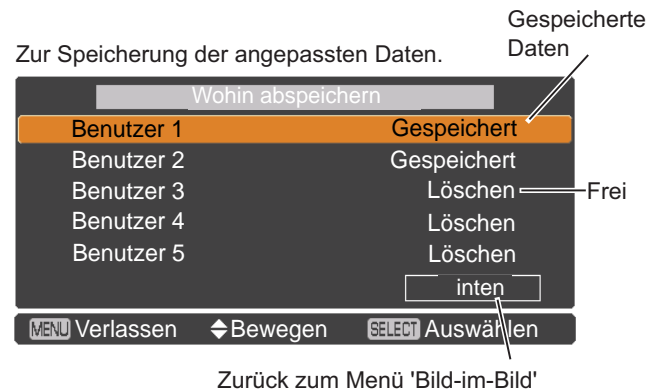 Gespeicherte
Daten
Zur Speicherung der angepassten Daten.
Wohin abspeichern
Benutzer 1 Gespeichert
Benutzer 2 Gespeichert
Benutzer 3 Löschen Frei
Benutzer 4 Löschen
Benutzer 5 Löschen
inten
MENU Verlassen Bewegen SELECT Auswählen
Zurück zum Menü 'Bild-im-Bild'